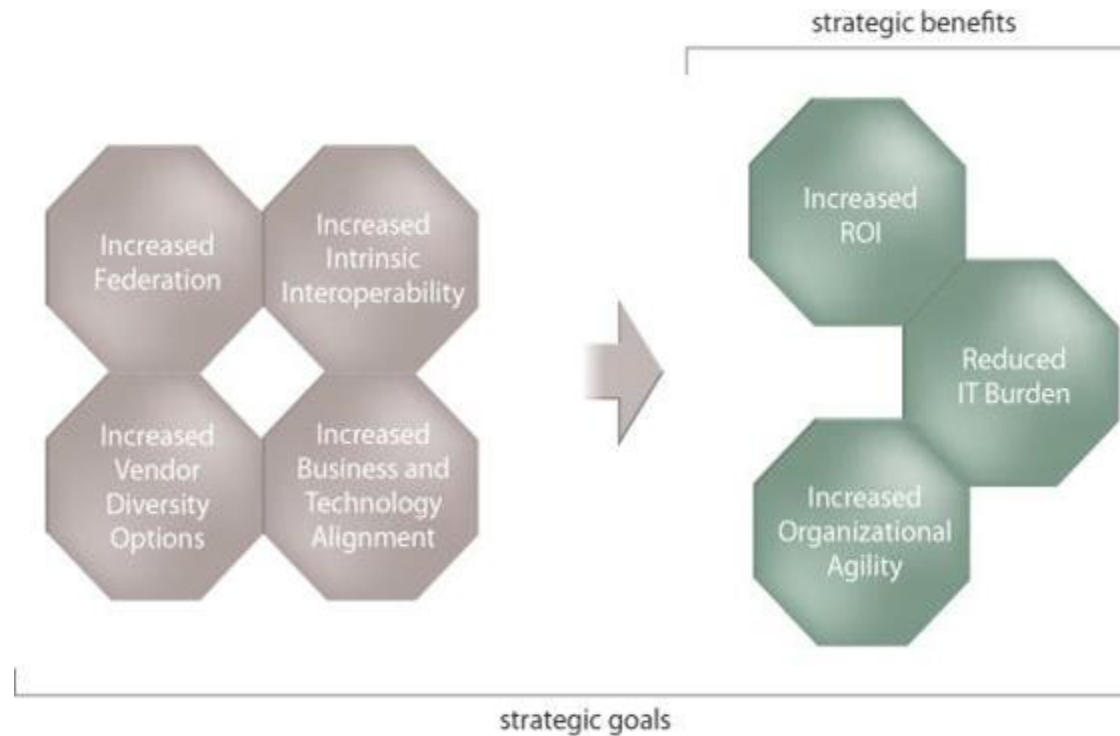 strategic benefits
Increased
Federation
Increased
Intrinsic
Interoperability
Increased
Vendor
Diversity
Options
Increased
Business and
Technology
Alignment
Increased
ROI
Reduced
IT Burden
Increased
Organizational
Agility
strategic goals